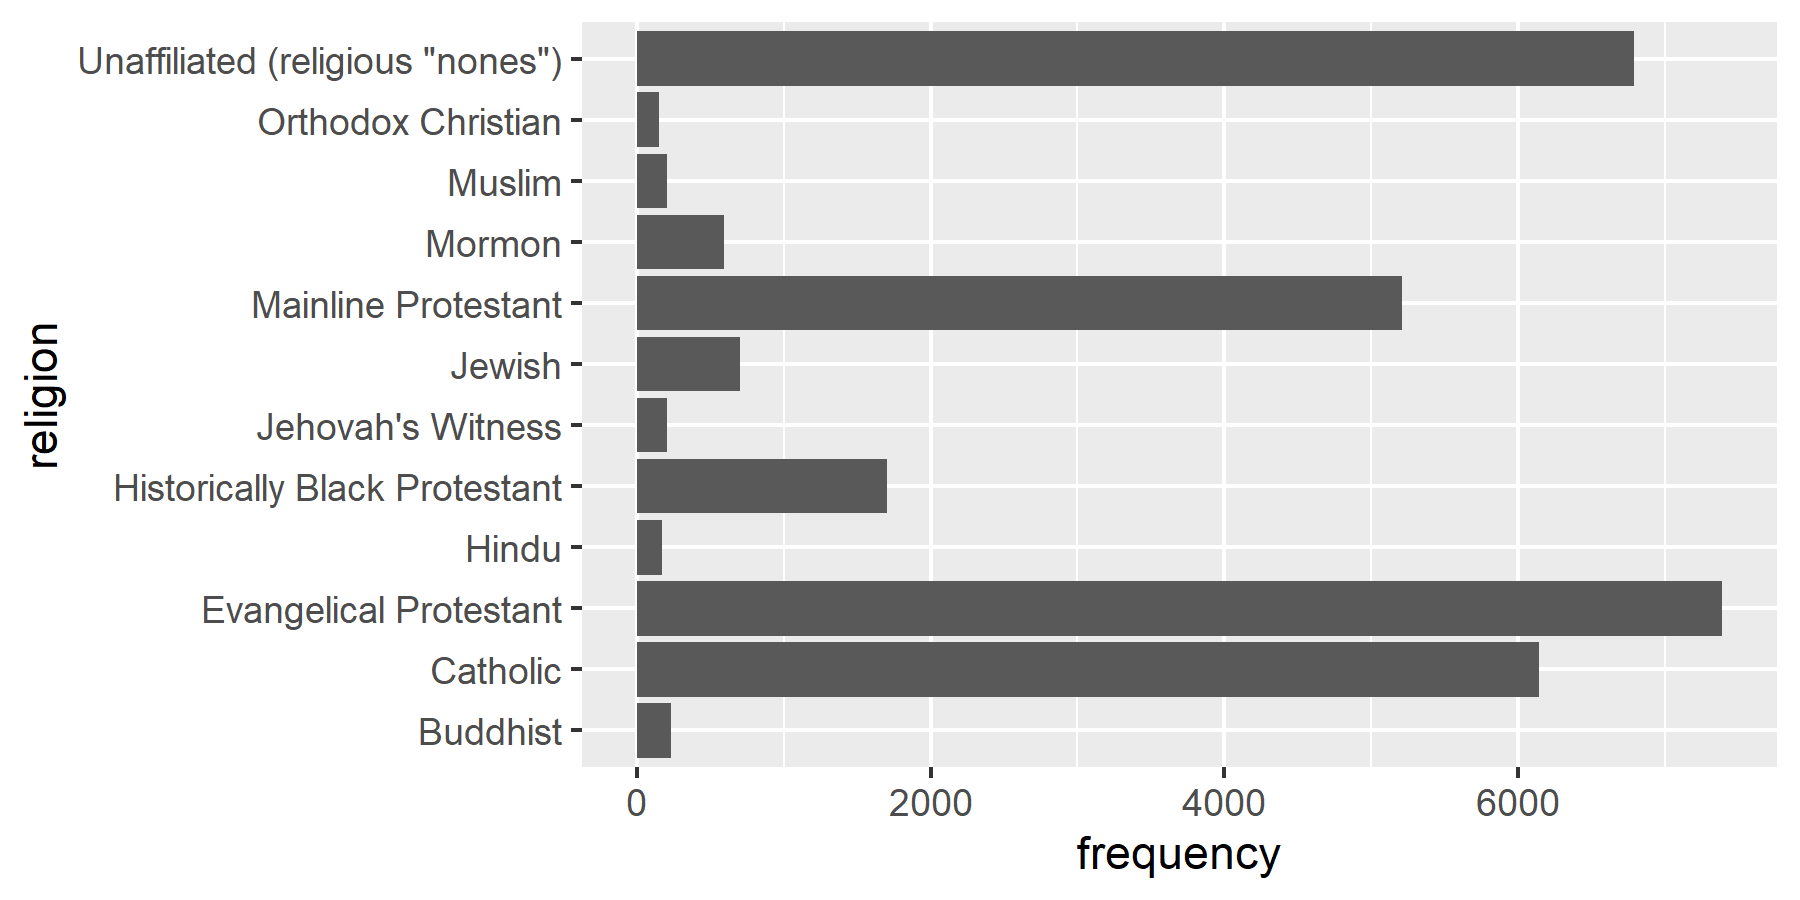 Unaffiliated (religious "nones")
Orthodox Christian
Muslim
Mormon
Mainline Protestant
Jewish
Jehovah's Witness
Historically Black Protestant
Hindu
Evangelical Protestant
Catholic
Buddhist
religion
0 2000 4000 6000
frequency